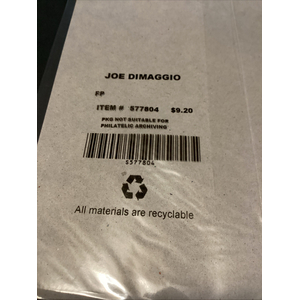 JOE DIMAGGIO
FP
ITEM # 577804 $9.20
PKG NOT SUITABLE FOR
PHILATELIC ARCHIVING
577804
All materials are recyclable